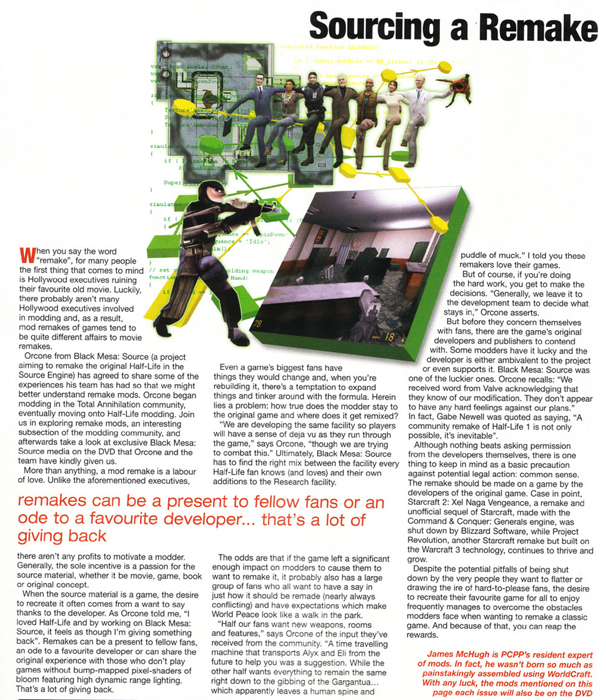 Sourcing a Remake
When you say the word
"remake", for many people
the first thing that comes to mind
is Hollywood executives ruining
their favourite old movie. Luckily,
there probably aren't many
Hollywood executives involved
in modding and, as a result,
mod remakes of games tend to
be quite different affairs to movie
remakes.
Orcone from Black Mesa: Source (a project
aiming to remake the original Half-Life in the
Source Engine) has agreed to share some of the
experiences his team has had so that we might
better understand remake mods. Orcone began
modding in the Total Annihilation community,
eventually moving onto Half-Life modding. Join
us in exploring remake mods, an interesting
subsection of the modding community, and
afterwards take a look at exclusive Black Mesa:
Source media on the DVD that Orcone and the
team have kindly given us.
More than anything, a mod remake is a labour
of love. Unlike the aforementioned executives,
remakes can be a present to fellow fans or an
ode to a favourite developer... that's a lot of
giving back
there aren't any profits to motivate a modder.
Generally, the sole incentive is a passion for the
source material, whether it be movie, game, book
or original concept.
When the source material is a game, the desire
to recreate it often comes from a want to say
thanks to the developer. As Orcone told me, "I
loved Half-Life and by working on Black Mesa:
Source, it feels as though I'm giving something
back". Remakes can be a present to fellow fans,
an ode to a favourite developer or can share the
original experience with those who don't play
games without bump-mapped pixel-shaders of
bloom featuring high dynamic range lighting.
That's a lot of giving back.
Even a game's biggest fans have
things they would change and, when you're
rebuilding it, there's a temptation to expand
things and tinker around with the formula. Herein
lies a problem: how true does the modder stay to
the original game and where does it get remixed?
"We are developing the same facility so players
will have a sense of deja vu as they run through
the game," says Orcone, "though we are trying
to combat this." Ultimately, Black Mesa: Source
has to find the right mix between the facility every
Half-Life fan knows (and loves) and their own
additions to the Research facility.
The odds are that if the game left a significant
enough impact on modders to cause them to
want to remake it, it probably also has a large
group of fans who all want to have a say in
just how it should be remade (nearly always
conflicting) and have expectations which make
World Peace look like a walk in the park.
"Half our fans want new weapons, rooms
and features," says Orcone of the input they've
received from the community. "A time travelling
machine that transports Alyx and Eli from the
future to help you was a suggestion. While the
other half wants everything to remain the same
right down to the gibbing of the Gargantua...
which apparently leaves a human spine and
puddle of muck." I told you these
remakers love their games.
But of course, if you're doing
the hard work, you get to make the
decisions. "Generally, we leave it to
the development team to decide what
stays in," Orcone asserts.
But before they concern themselves
with fans, there are the game's original
developers and publishers to contend
with. Some modders have it lucky and the
developer is either ambivalent to the project
or even supports it. Black Mesa: Source was
one of the luckier ones. Orcone recalls: "We
received word from Valve acknowledging that
they know of our modification. They don't appear
to have any hard feelings against our plans."
In fact, Gabe Newell was quoted as saying, "A
community remake of Half-Life 1 is not only
possible, it's inevitable".
Although nothing beats asking permission
from the developers themselves, there is one
thing to keep in mind as a basic precaution
against potential legal action: common sense.
The remake should be made on a game by the
developers of the original game. Case in point,
Starcraft 2: Xel Naga Vengeance, a remake and
unofficial sequel of Starcraft, made with the
Command & Conquer: Generals engine, was
shut down by Blizzard Software, while Project
Revolution, another Starcraft remake but built on
the Warcraft 3 technology, continues to thrive and
grow.
Despite the potential pitfalls of being shut
down by the very people they want to flatter or
drawing the ire of hard-to-please fans, the desire
to recreate their favourite game for all to enjoy
frequently manages to overcome the obstacles
modders face when wanting to remake a classic
game. And because of that, you can reap the
rewards.
James McHugh is PCPP's resident expert
of mods. In fact, he wasn't born so much as
painstakingly assembled using WorldCraft.
With any luck, the mods mentioned on this
page each issue will also be on the DVD